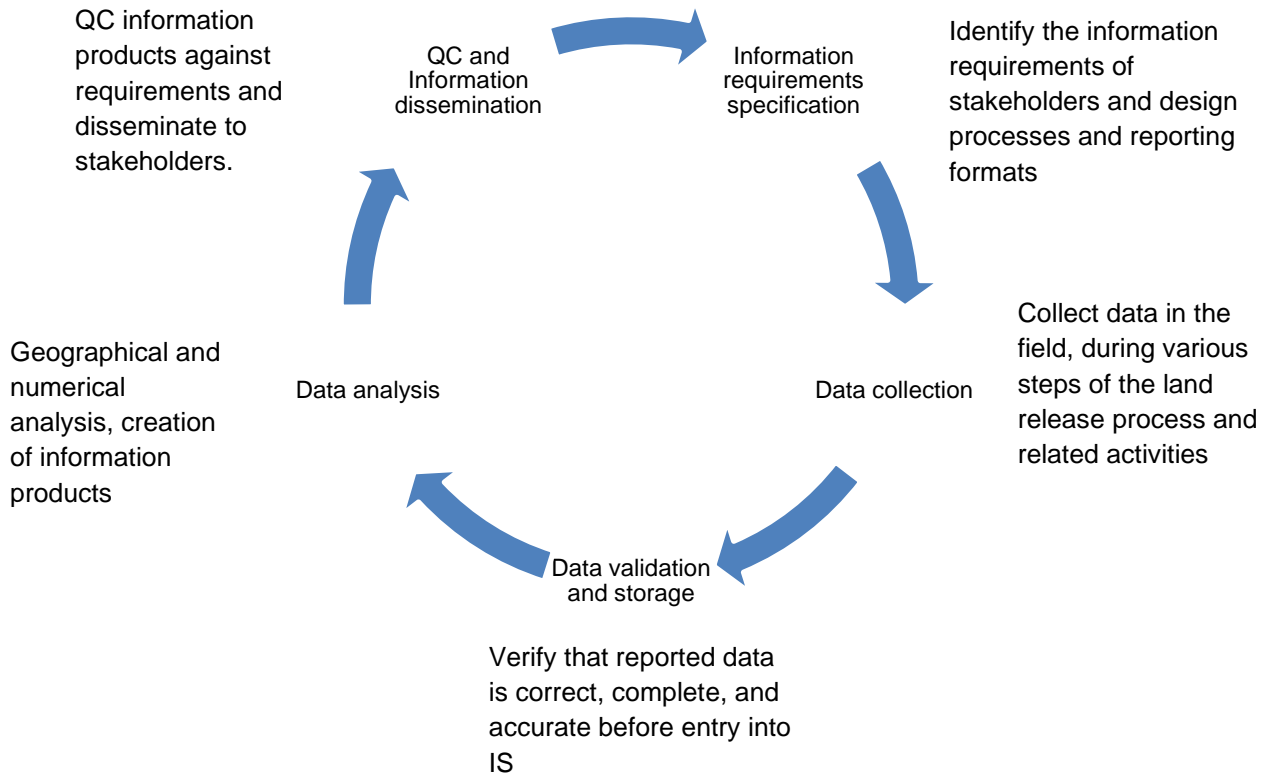 QC information
products against
requirements and
disseminate to
stakeholders.
QC and
Information
dissemination
Information
requirements
specification
Identify the information
requirements of
stakeholders and design
processes and reporting
formats
Geographical and
numerical
analysis, creation
of information
products
Data analysis
Data collection
Collect data in the
field, during various
steps of the land
release process and
related activities
Data validation
and storage
Verify that reported data
is correct, complete, and
accurate before entry into
IS